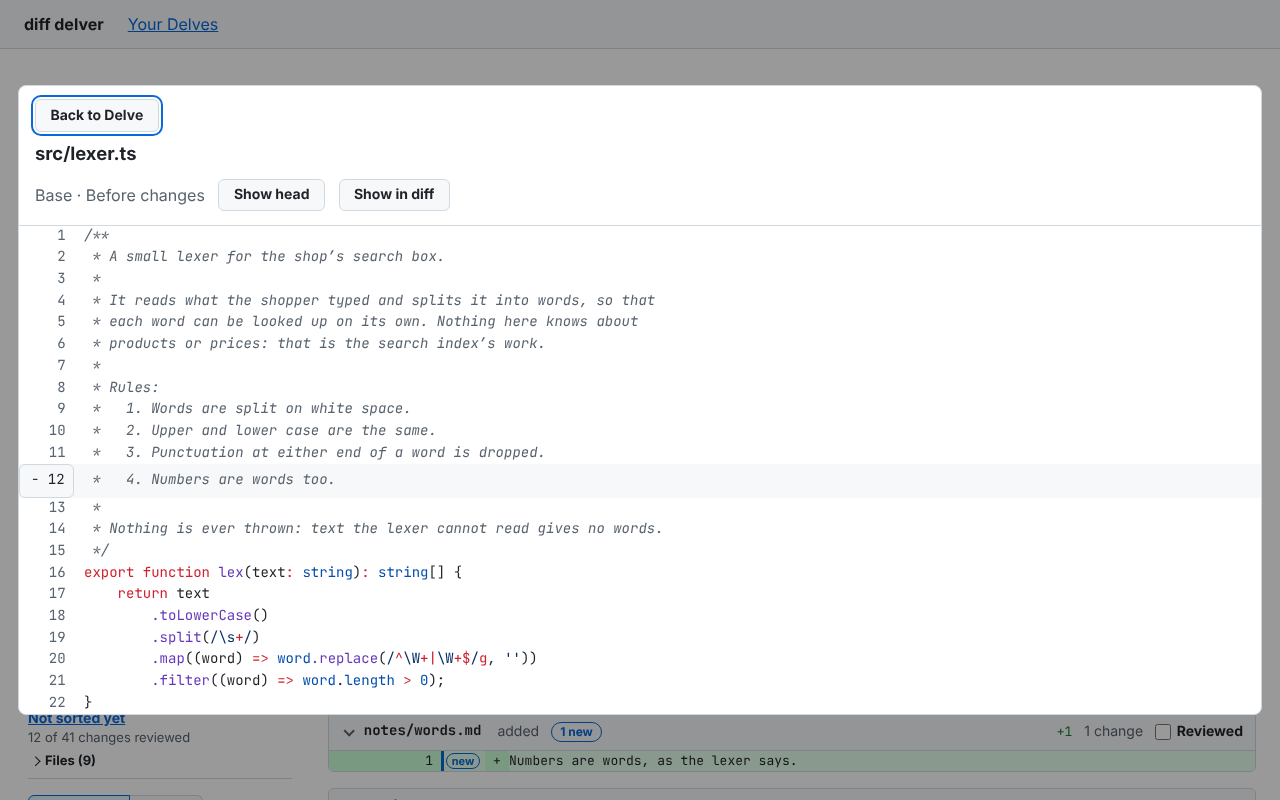 diff delver Your Delves
Back to Delve
src/lexer.ts
Base · Before changes Show head Show in diff
1 /**
2 * A small lexer for the shop’s search box.
3 *
4 * It reads what the shopper typed and splits it into words, so that
5 * each word can be looked up on its own. Nothing here knows about
6 * products or prices: that is the search index’s work.
7 *
8 * Rules:
9 *   1. Words are split on white space.
10 *   2. Upper and lower case are the same.
11 *   3. Punctuation at either end of a word is dropped.
- 12 *   4. Numbers are words too.
13 *
14 * Nothing is ever thrown: text the lexer cannot read gives no words.
15 */
16 export function lex(text: string): string[] {
17     return text
18         .toLowerCase()
19         .split(/\s+/)
20         .map((word) => word.replace(/^\W+|\W+$/g, ''))
21         .filter((word) => word.length > 0);
22 }
Not sorted yet
12 of 41 changes reviewed
Files (9)
notes/words.md added 1 new +1 1 change Reviewed
1 new + Numbers are words, as the lexer says.